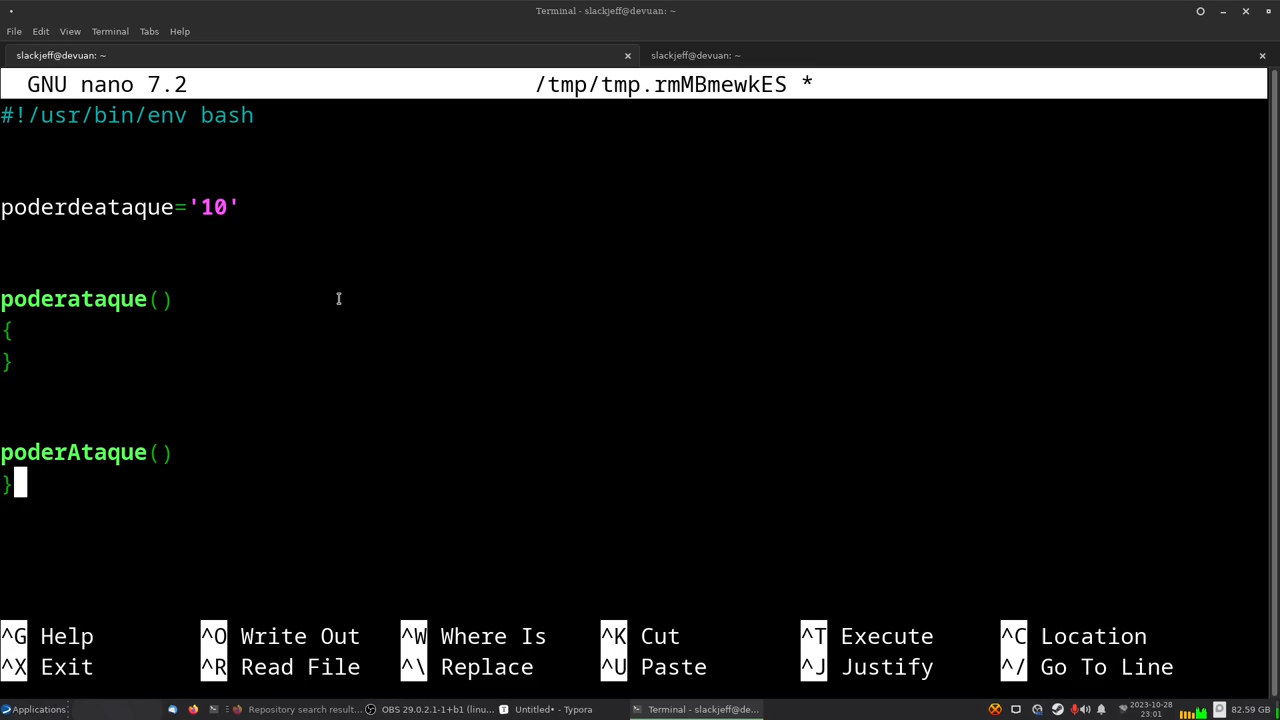 Terminal - slackjeff@devuan: ~
File Edit View Terminal Tabs Help
slackjeff@devuan: ~
slackjeff@devuan: ~
GNU nano 7.2 /tmp/tmp.rmMBmewkES *
#!/usr/bin/env bash
poderdeataque='10'
poderataque()
{
}
poderAtaque()
}
^G Help ^O Write Out ^W Where Is ^K Cut ^T Execute ^C Location
^X Exit ^R Read File ^\ Replace ^U Paste ^J Justify ^/ Go To Line
Applications Repository search result... OBS 29.0.2.1-1+b1 (linu... Untitled• - Typora Terminal - slackjeff@de... 2023-10-28 82.59 GB
23:01